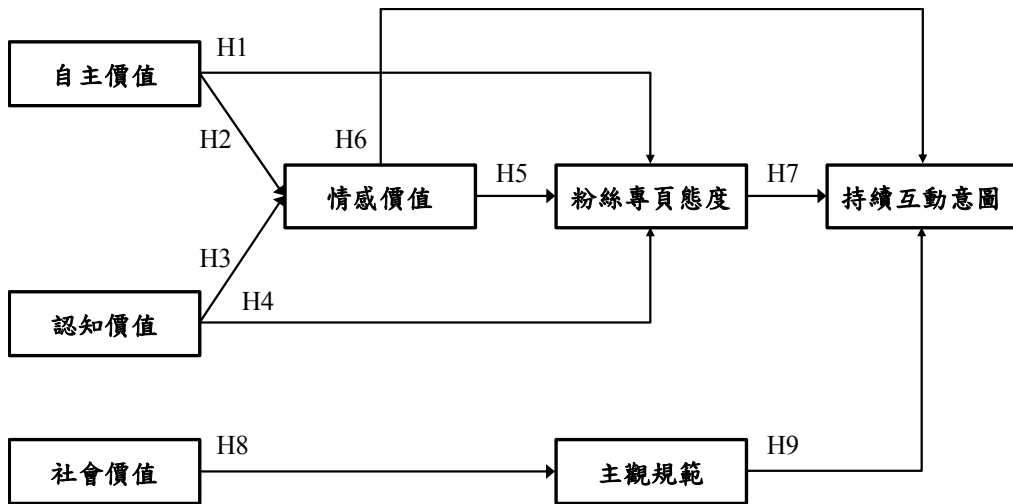 H1
自主價值
H2
H6
情感價值
H5
粉絲專頁態度
H7
持續互動意圖
H3
認知價值
H4
社會價值
H8
主觀規範
H9